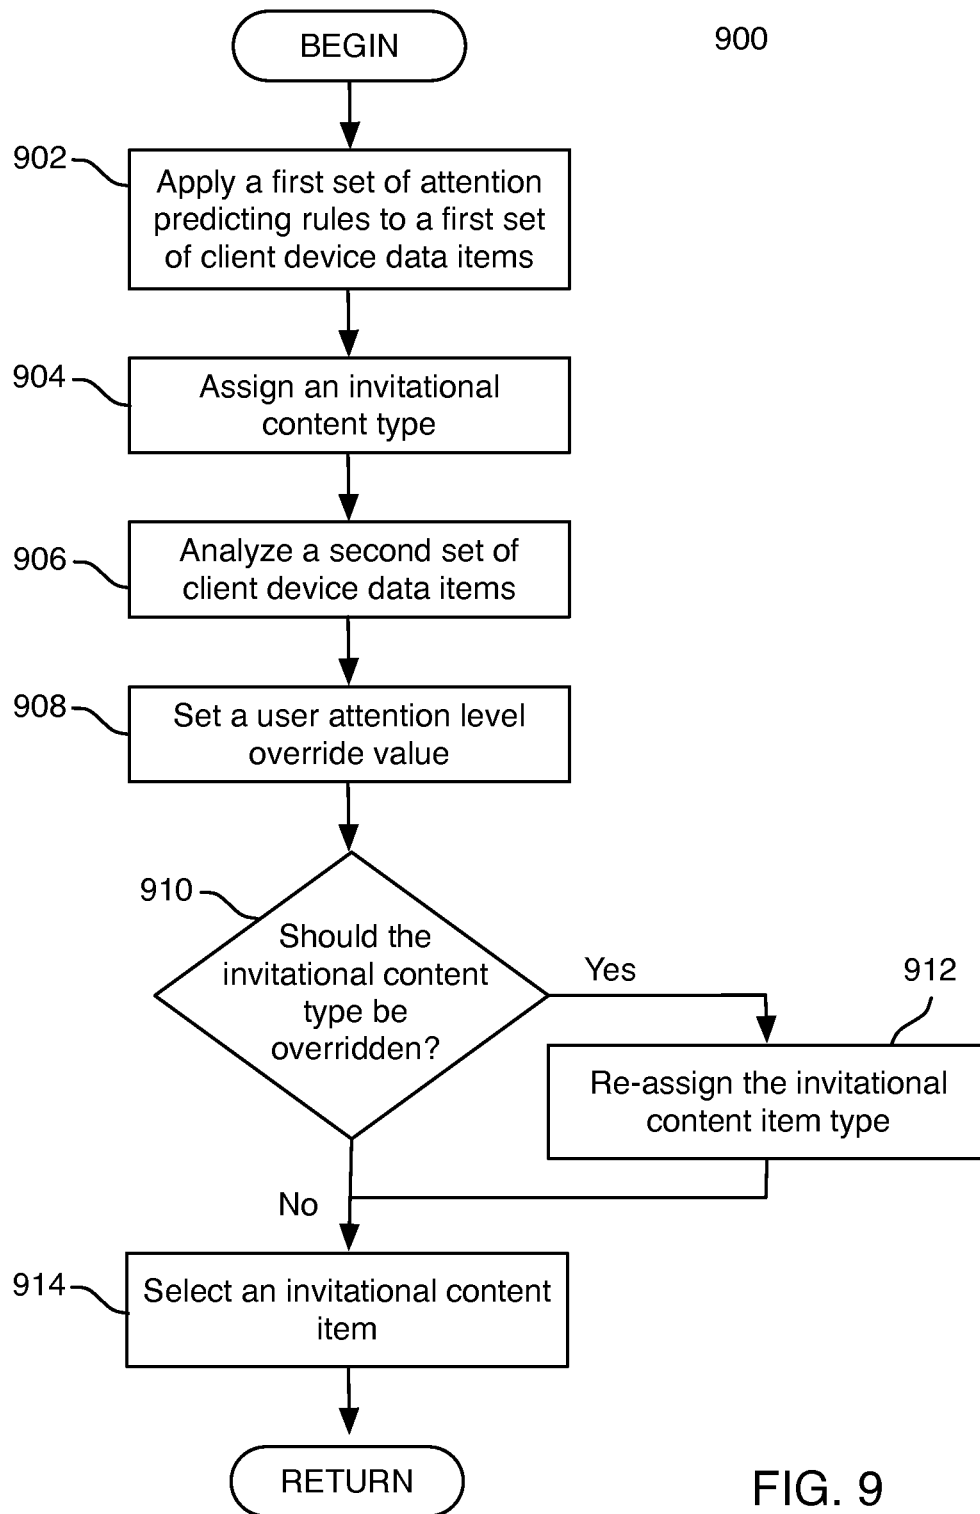 BEGIN
900
902
Apply a first set of attention
predicting rules to a first set
of client device data items
904
Assign an invitational
content type
906
Analyze a second set of
client device data items
908
Set a user attention level
override value
910
Should the
invitational content
type be
overridden?
Yes
912
Re-assign the invitational
content item type
No
914
Select an invitational content
item
RETURN
FIG. 9